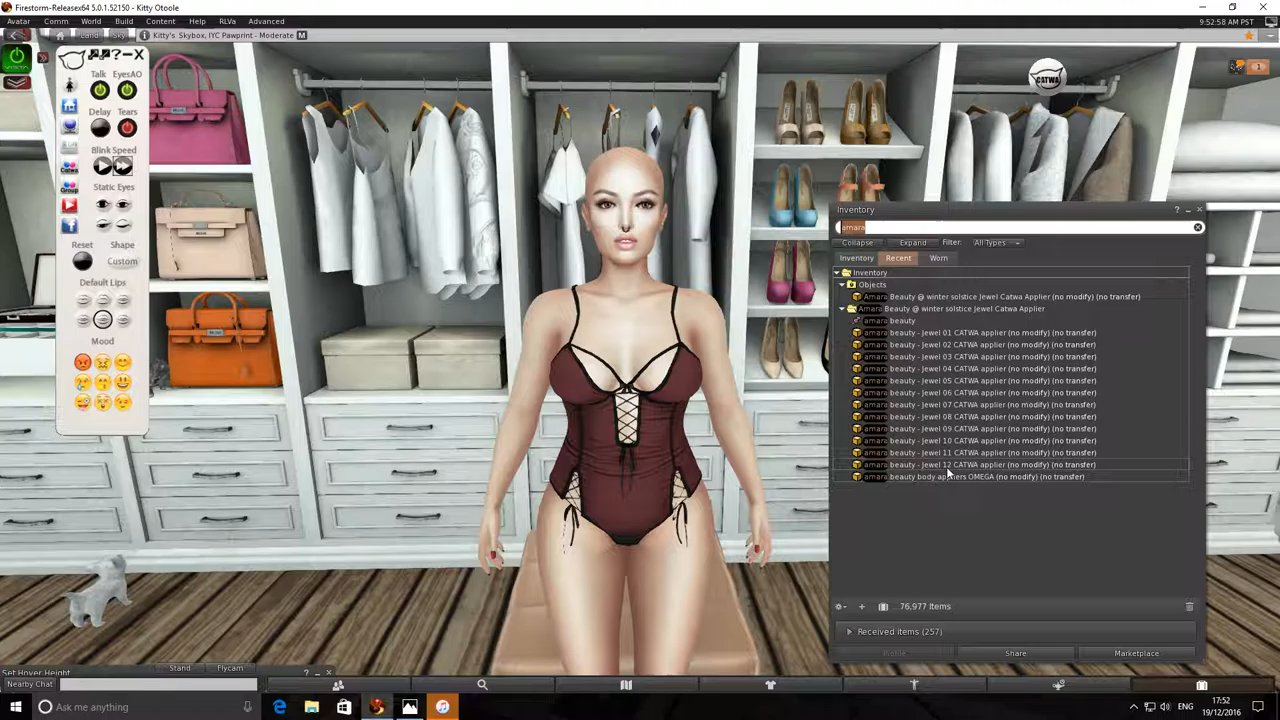 Firestorm-Releasex64 5.0.1.52150 - Kitty Otoole
Avatar Comm World Build Content Help RLVa Advanced
9:52:58 AM PST
Land Sky Kitty's Skybox, IYC Pawprint - Moderate M
Talk EyesAO
Delay Tears
Blink Speed
Catwa
Static Eyes
Group
Reset Shape
Custom
Default Lips
Mood
CATWA
Inventory
amara
Collapse Expand Filter: All Types
Inventory Recent Worn
Inventory
Objects
Amara Beauty @ winter solstice Jewel Catwa Applier (no modify) (no transfer)
Amara Beauty @ winter solstice Jewel Catwa Applier
amara beauty
amara beauty - Jewel 01 CATWA applier (no modify) (no transfer)
amara beauty - Jewel 02 CATWA applier (no modify) (no transfer)
amara beauty - Jewel 03 CATWA applier (no modify) (no transfer)
amara beauty - Jewel 04 CATWA applier (no modify) (no transfer)
amara beauty - Jewel 05 CATWA applier (no modify) (no transfer)
amara beauty - Jewel 06 CATWA applier (no modify) (no transfer)
amara beauty - Jewel 07 CATWA applier (no modify) (no transfer)
amara beauty - Jewel 08 CATWA applier (no modify) (no transfer)
amara beauty - Jewel 09 CATWA applier (no modify) (no transfer)
amara beauty - Jewel 10 CATWA applier (no modify) (no transfer)
amara beauty - Jewel 11 CATWA applier (no modify) (no transfer)
amara beauty - Jewel 12 CATWA applier (no modify) (no transfer)
amara beauty body appliers OMEGA (no modify) (no transfer)
76,977 Items
Received items (257)
Profile Share Marketplace
Set Hover Height
Stand Flycam
Nearby Chat
Ask me anything
ENG
17:52
19/12/2016